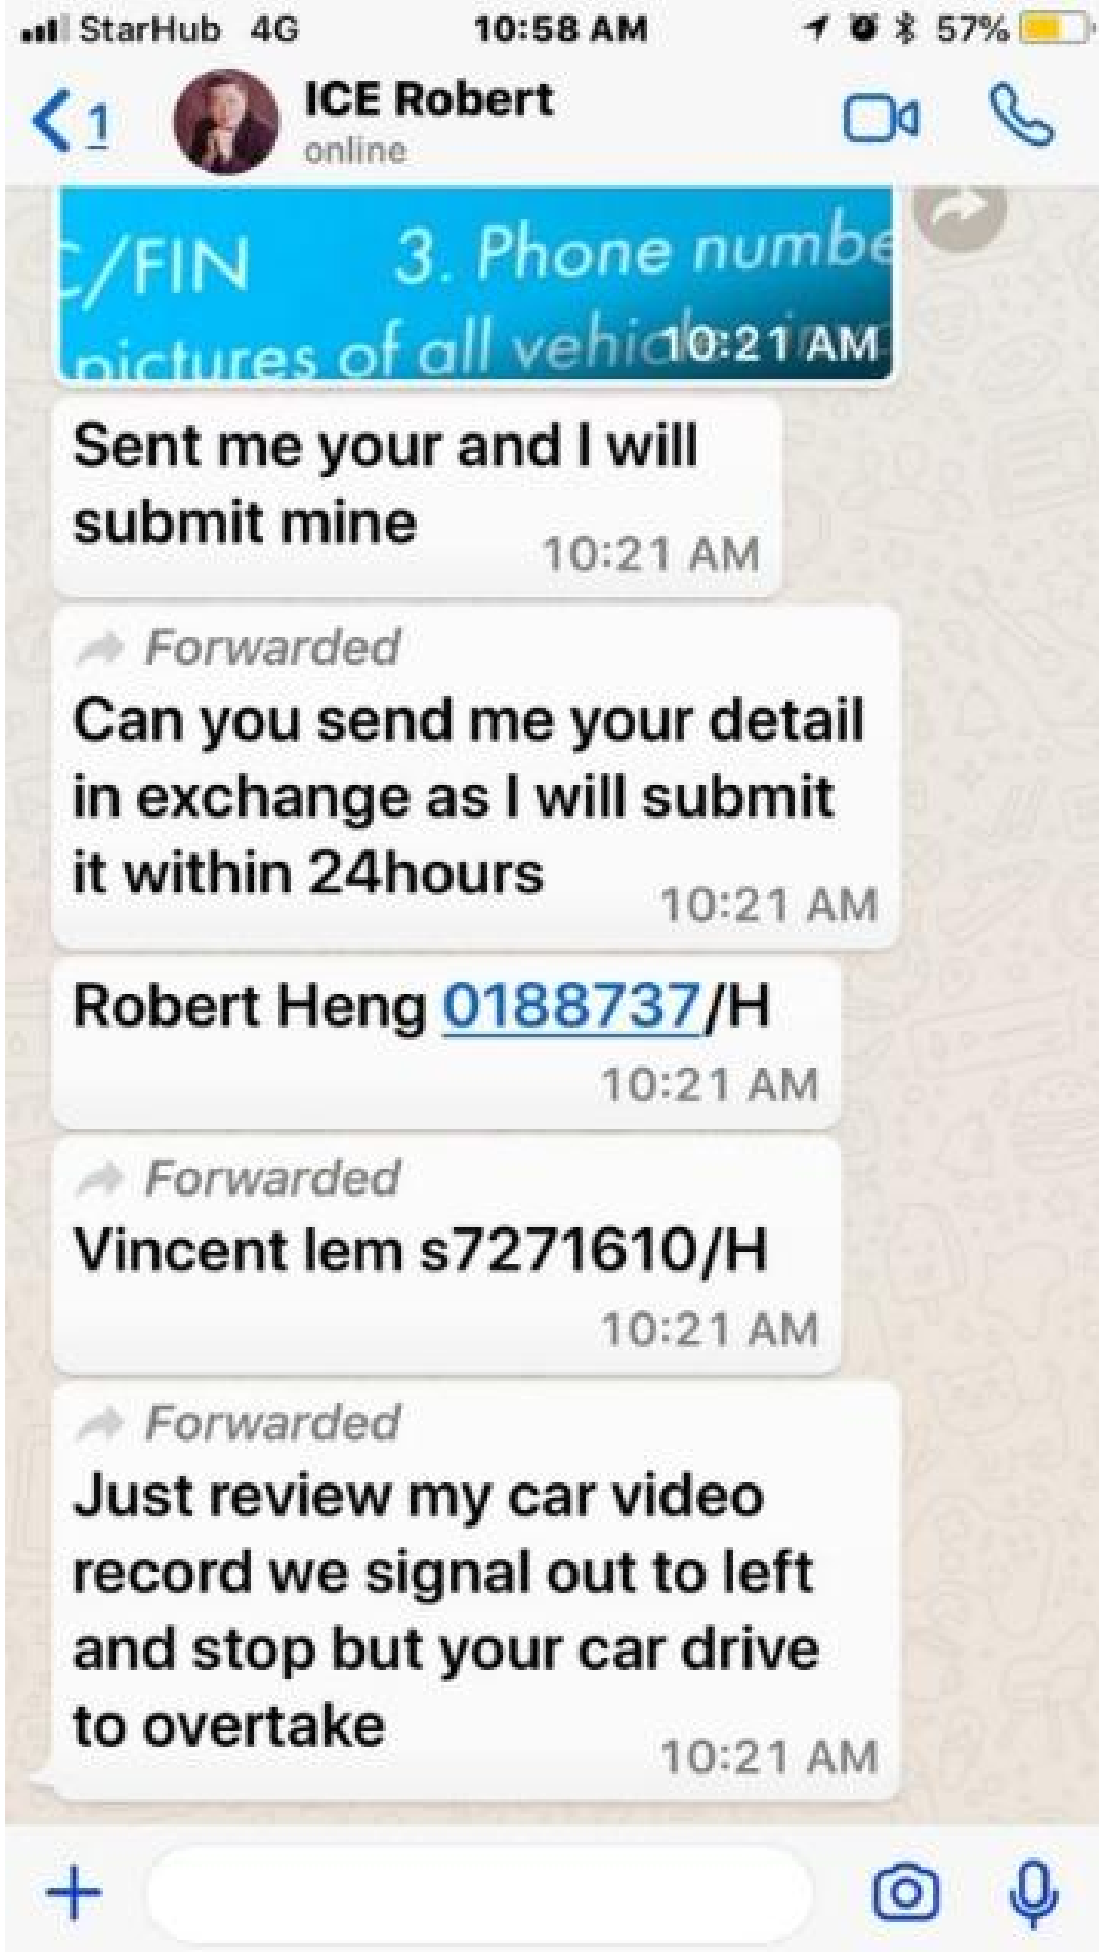 StarHub 4G 10:58 AM 57%
1 ICE Robert
online
/FIN 3. Phone numbe
pictures of all
10:21 AM
Sent me your and I will
submit mine
10:21 AM
Forwarded
Can you send me your detail
in exchange as I will submit
it within 24hours
10:21 AM
Robert Heng 0188737/H
10:21 AM
Forwarded
Vincent lem s7271610/H
10:21 AM
Forwarded
Just review my car video
record we signal out to left
and stop but your car drive
to overtake
10:21 AM